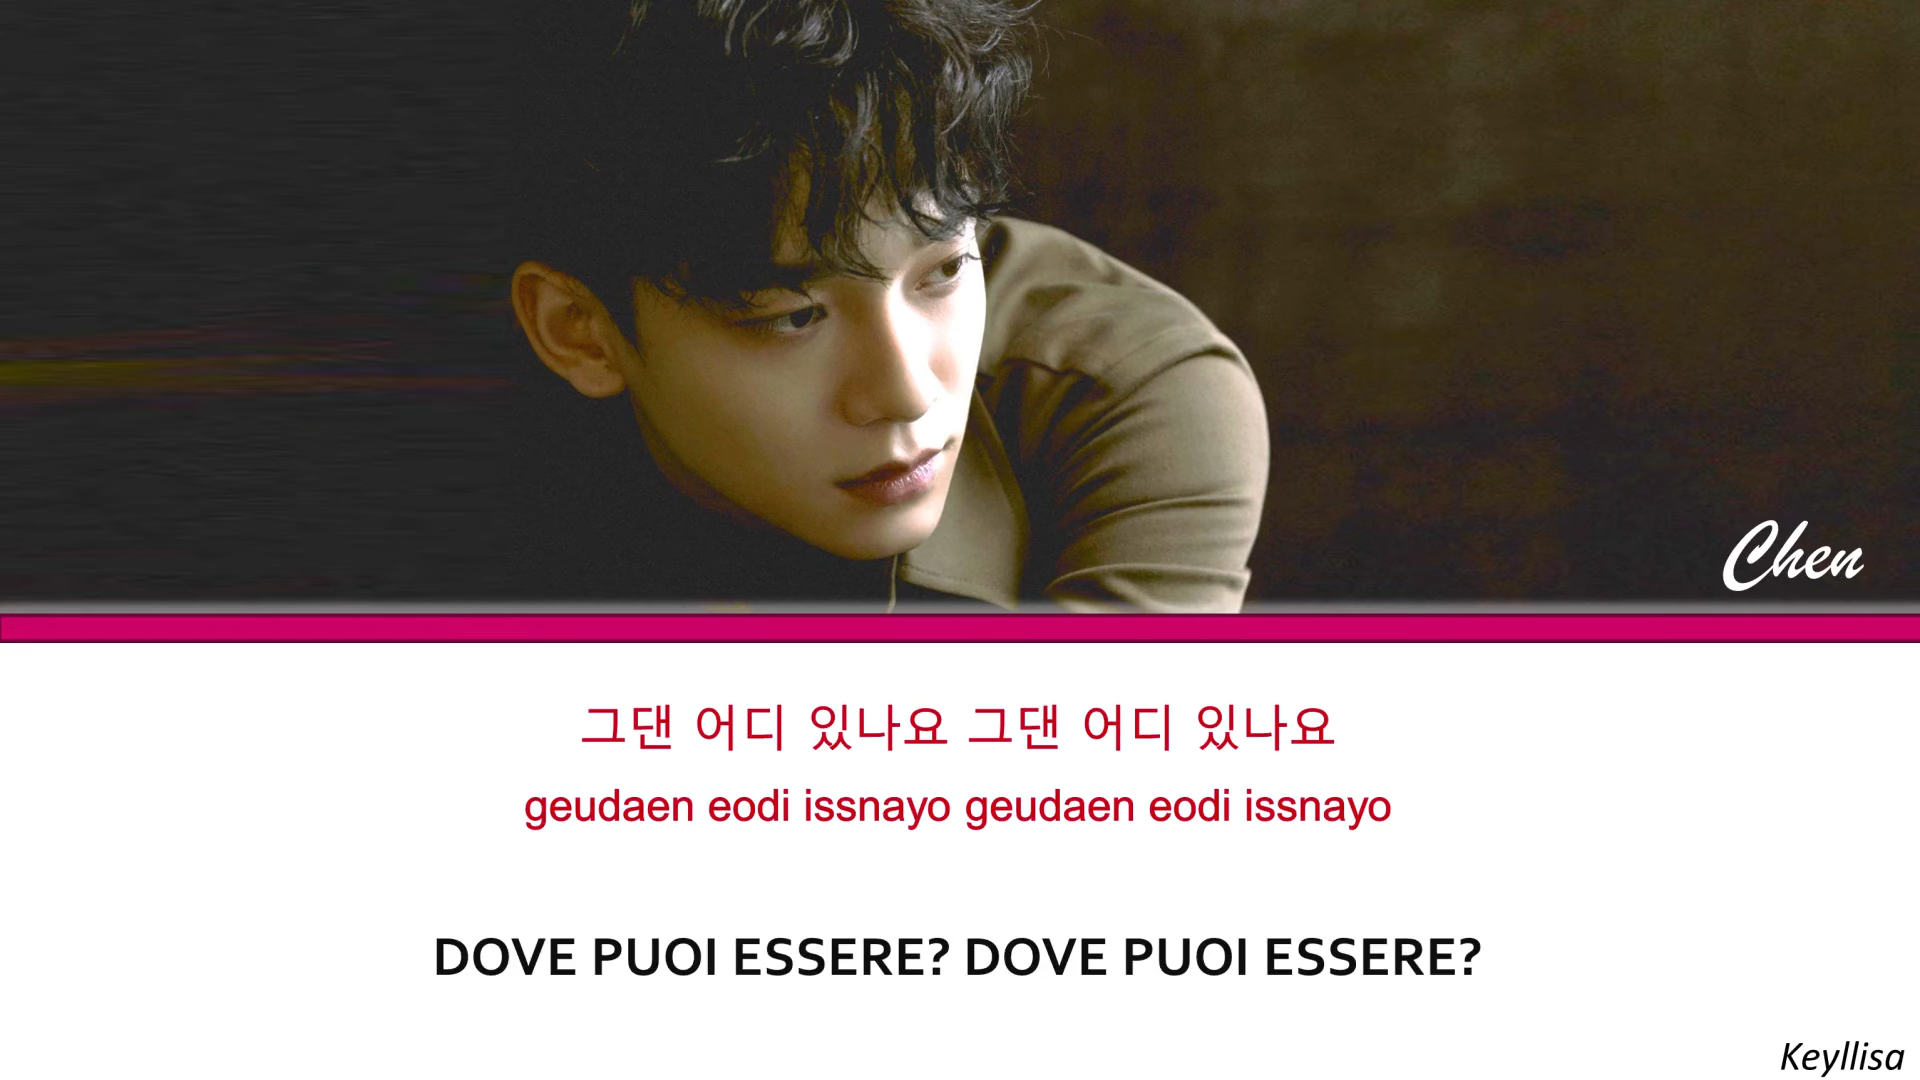 Chen
그댄 어디 있나요 그댄 어디 있나요
geudaen eodi issnayo geudaen eodi issnayo
DOVE PUOI ESSERE? DOVE PUOI ESSERE?
Keyllisa